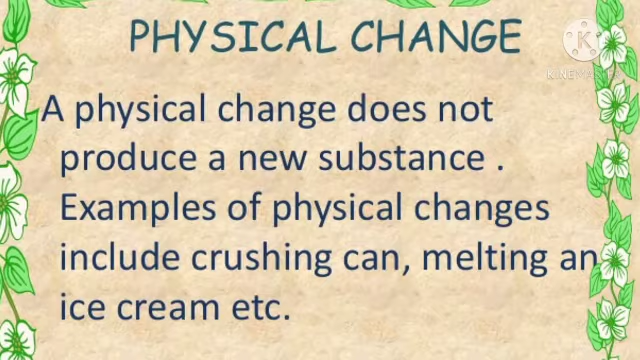 PHYSICAL CHANGE
K
KINEMASTER
A physical change does not
produce a new substance .
Examples of physical changes
include crushing can, melting an
ice cream etc.